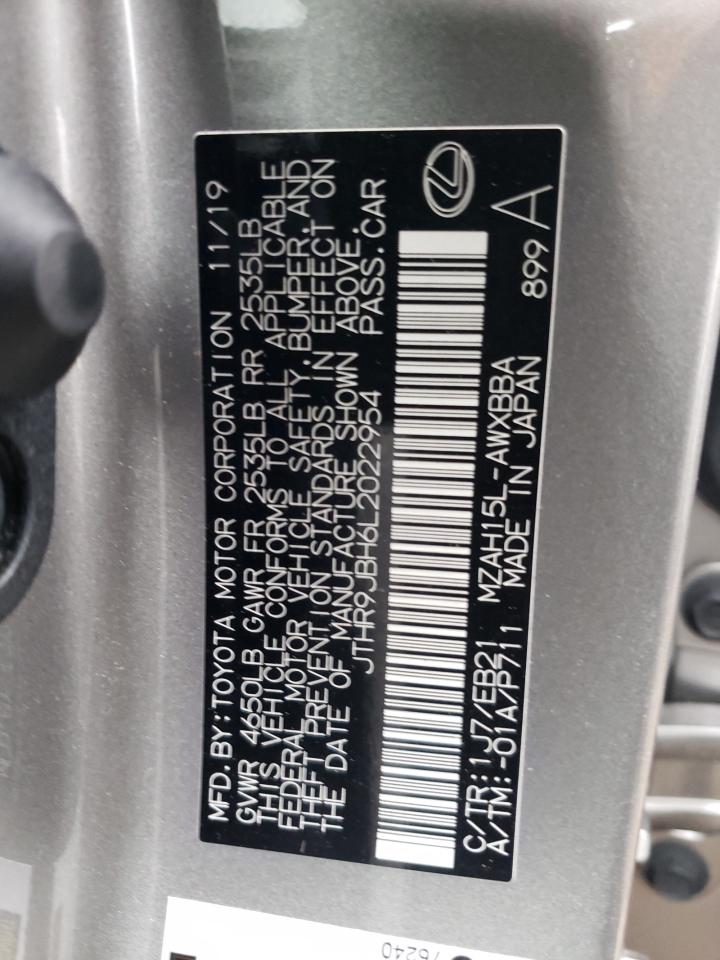 MFD. BY: TOYOTA MOTOR CORPORATION 11/19
GVWR 4650LB GAWR FR 2535LB RR 2535LB
THIS VEHICLE CONFORMS TO ALL APPLICABLE
FEDERAL MOTOR VEHICLE SAFETY, BUMPER, AND
THEFT PREVENTION STANDARDS IN EFFECT ON
THE DATE OF MANUFACTURE SHOWN ABOVE.
JTHR9JBH6L2022954 PASS. CAR
C/TR: 1J7/EB21 MZAH15L-AWXBBA
A/TM: -01A/P711 MADE IN JAPAN
899 A
76240